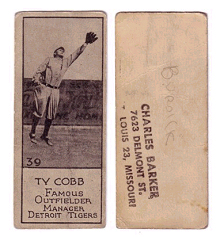 39
TY COBB
FAMOUS
OUTFIELDER
MANAGER
DETROIT TIGERS
CHARLES BARKER
7623 DELMONT ST.
LOUIS 23, MISSOURI